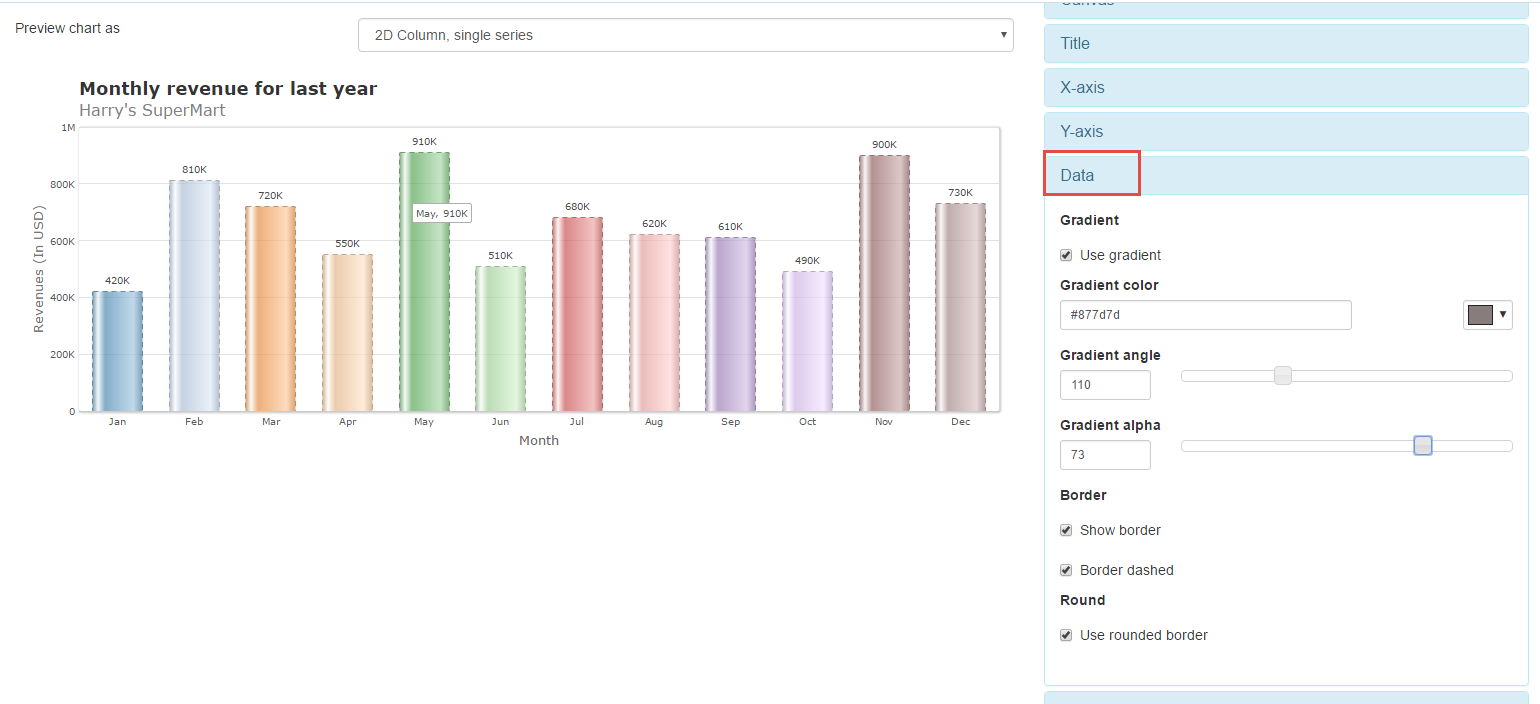 Preview chart as
2D Column, single series
Monthly revenue for last year
Harry's SuperMart
Revenues (In USD)
1M
800K
600K
400K
200K
0
420K
810K
720K
550K
910K
May, 910K
510K
680K
620K
610K
490K
900K
730K
Jan Feb Mar Apr May Jun Jul Aug Sep Oct Nov Dec
Month
Canvas
Title
X-axis
Y-axis
Data
Gradient
Use gradient
Gradient color
#877d7d
Gradient angle
110
Gradient alpha
73
Border
Show border
Border dashed
Round
Use rounded border